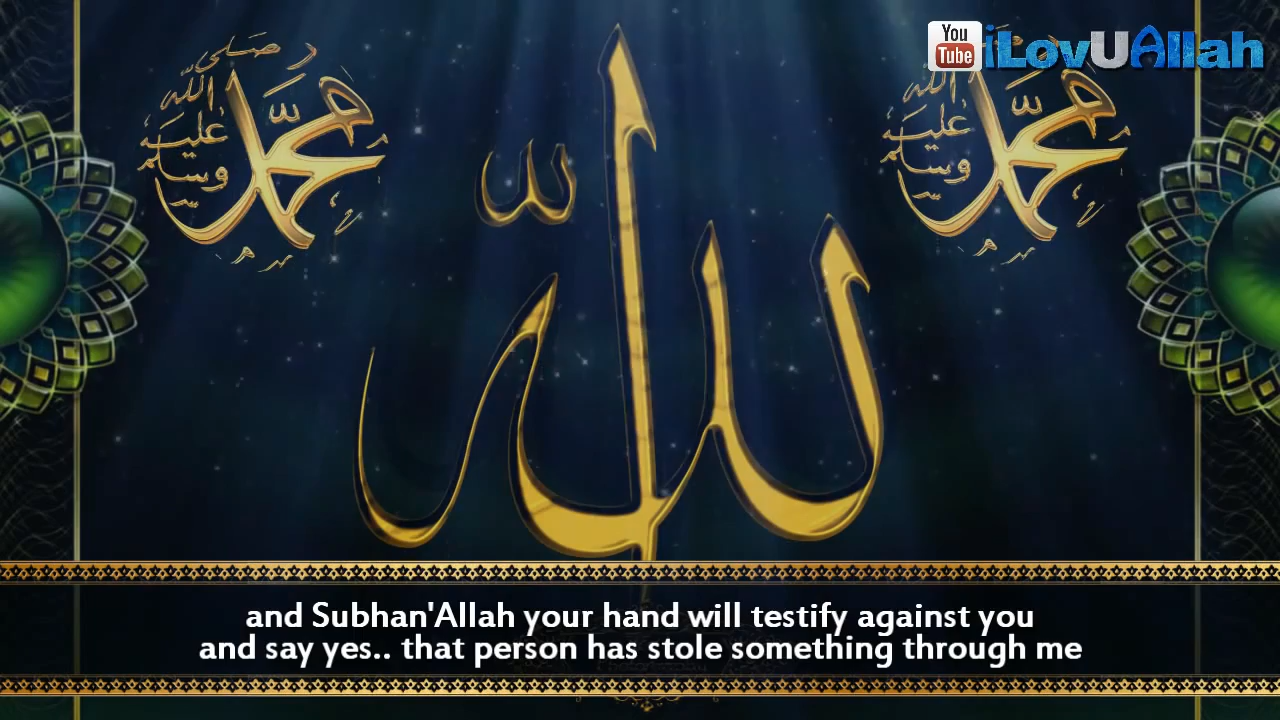 You
Tube
iLovUAllah
صلى
الله
عليه
وسلم
محمد
صلى
الله
عليه
وسلم
محمد
الله
and Subhan'Allah your hand will testify against you
and say yes.. that person has stole something through me